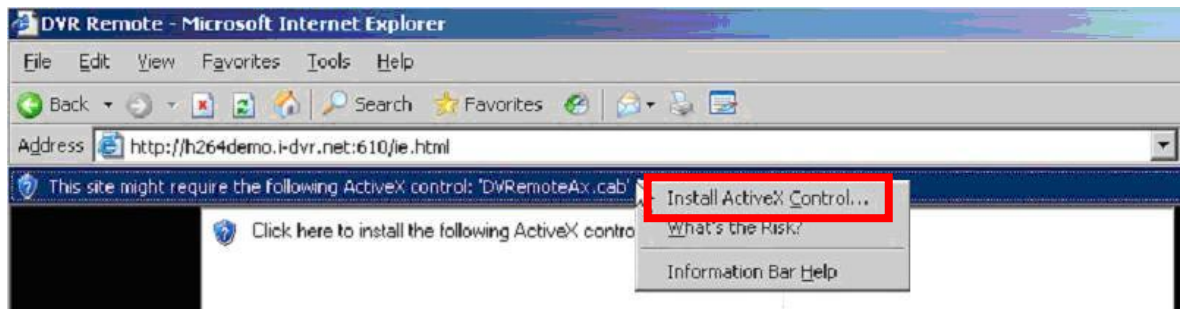 DVR Remote - Microsoft Internet Explorer
File Edit View Favorites Tools Help
Back Search Favorites
Address http://h264demo.i-dvr.net:610/ie.html
This site might require the following ActiveX control: 'DVRemoteAx.cab'
Install ActiveX Control...
Click here to install the following ActiveX contro
What's the Risk?
Information Bar Help